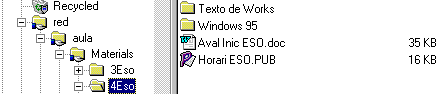 Recycled
red
aula
Materials
3Eso
4Eso
Texto de Works
Windows 95
Aval Inic ESO.doc 35 KB
Horari ESO.PUB 16 KB